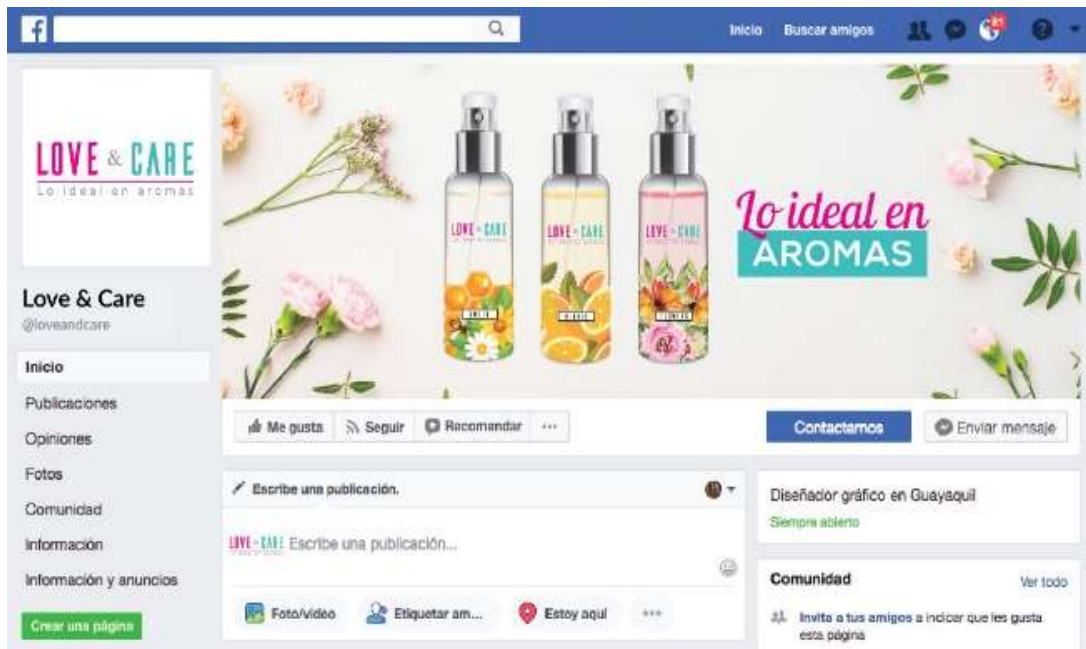 f
Inicio
Buscar amigos
LOVE & CARE
Lo ideal en aromas
LOVE & CARE
LOVE & CARE
LOVE & CARE
Lo ideal en
AROMAS
Love & Care
@loveandcare
Inicio
Publicaciones
Opiniones
Fotos
Comunidad
Información
Información y anuncios
Crear una página
Me gusta
Seguir
Recomendar
Contactarnos
Enviar mensaje
Escribe una publicación.
LOVE & CARE
Escribe una publicación...
Foto/video
Etiquetar am...
Estoy aquí
Diseñador gráfico en Guayaquil
Siempre abierto
Comunidad
Ver todo
Invita a tus amigos a indicar que les gusta
esta página